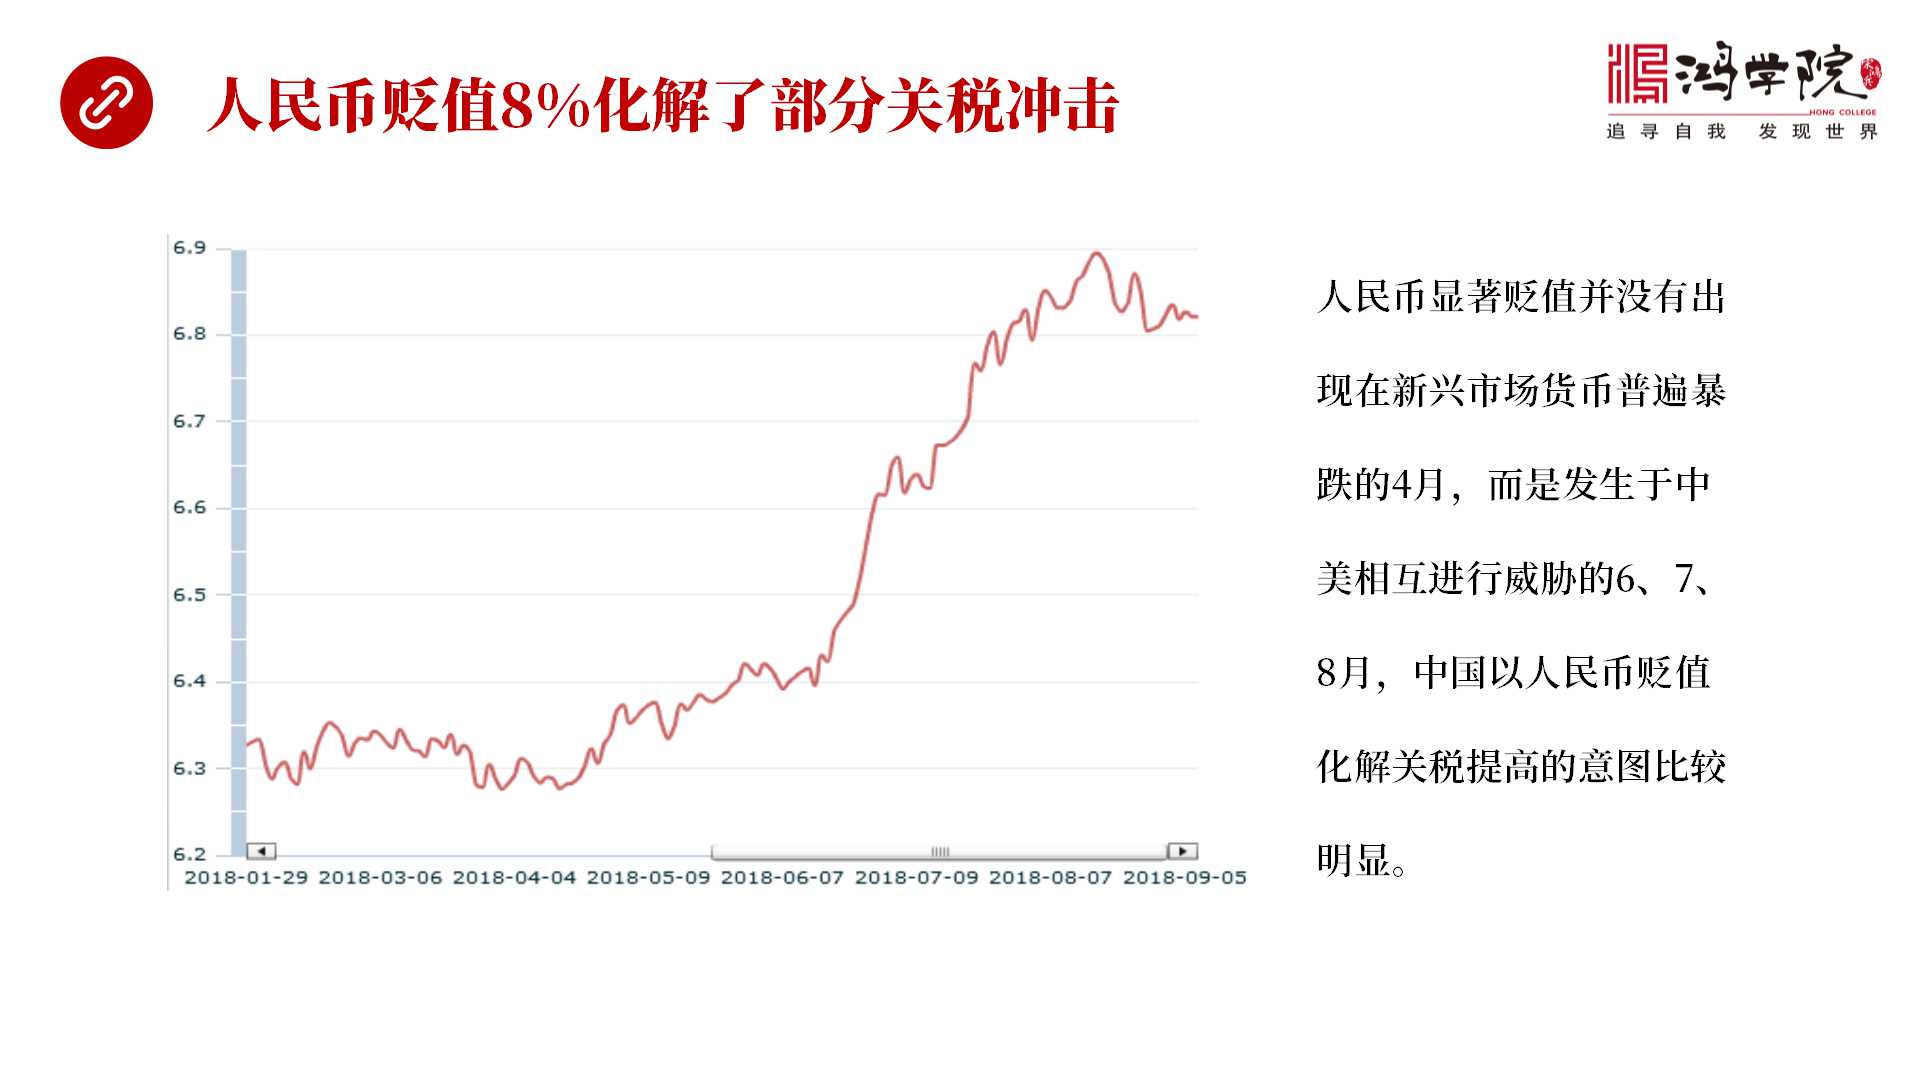 人民币贬值8%化解了部分关税冲击
鸿学院
HONG COLLEGE
追寻自我 发现世界
6.9
6.8
6.7
6.6
6.5
6.4
6.3
6.2
2018-01-29 2018-03-06 2018-04-04 2018-05-09 2018-06-07 2018-07-09 2018-08-07 2018-09-05
人民币显著贬值并没有出
现在新兴市场货币普遍暴
跌的4月，而是发生于中
美相互进行威胁的6、7、
8月，中国以人民币贬值
化解关税提高的意图比较
明显。